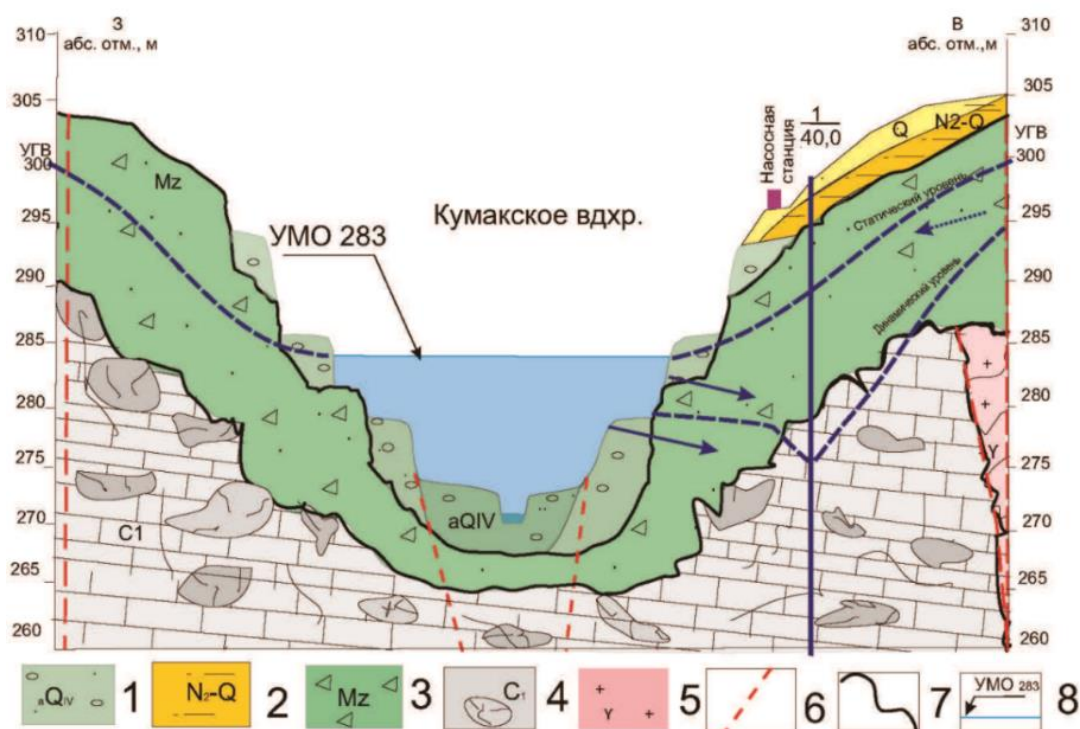 З
абс. отм., м
В
абс. отм.,м
310
310
305
305
УГВ
300
УГВ
300
295
295
290
290
285
285
280
280
275
275
270
270
265
265
260
260
Mz
УМО 283
Кумакское вдхр.
Насосная
станция
1
40,0
Q
N2-Q
Статический уровень
Динамический уровень
aQIV
C1
+
+
γ
aQIV
1
N2-Q
2
Mz
3
C1
4
+
γ +
5
6
7
УМО 283
8